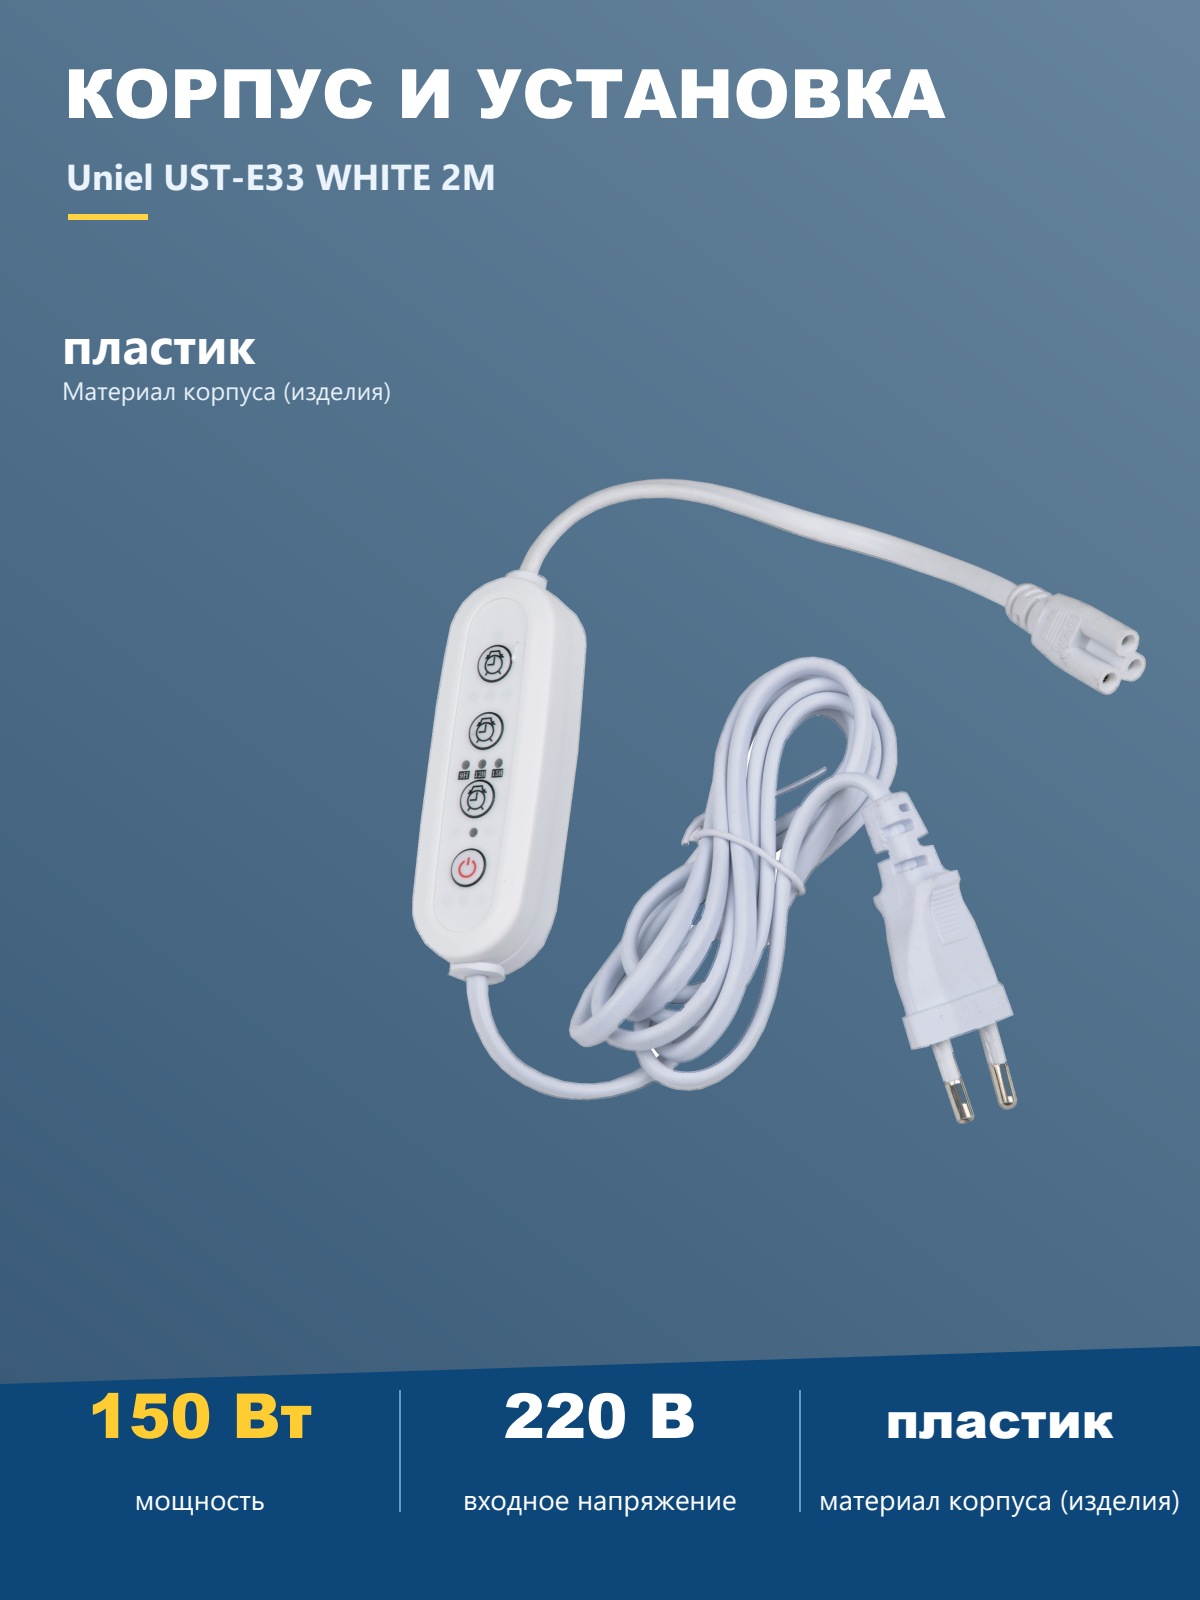 КОРПУС И УСТАНОВКА
Uniel UST-E33 WHITE 2M
пластик
Материал корпуса (изделия)
150 Вт
220 В
пластик
мощность
входное напряжение
материал корпуса (изделия)